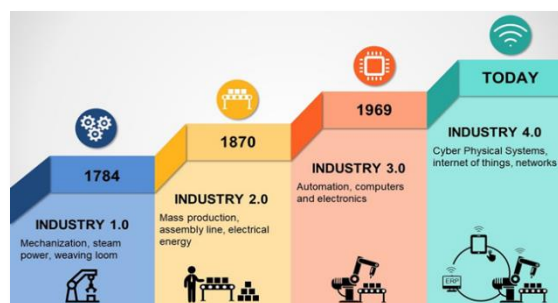 1784
INDUSTRY 1.0
Mechanization, steam
power, weaving loom
1870
INDUSTRY 2.0
Mass production,
assembly line, electrical
energy
1969
INDUSTRY 3.0
Automation, computers
and electronics
TODAY
INDUSTRY 4.0
Cyber Physical Systems,
internet of things, networks
ERP